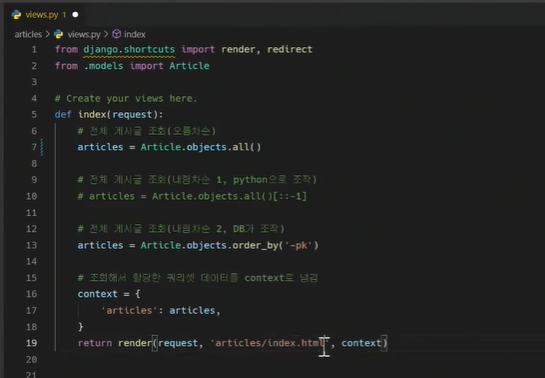 views.py 1
articles > views.py > index
1 from django.shortcuts import render, redirect
2 from .models import Article
3
4 # Create your views here.
5 def index(request):
6 # 전체 게시글 조회(오름차순)
7 articles = Article.objects.all()
8
9 # 전체 게시글 조회(내림차순 1, python으로 조작)
10 # articles = Article.objects.all()[::-1]
11
12 # 전체 게시글 조회(내림차순 2, DB가 조작)
13 articles = Article.objects.order_by('-pk')
14
15 # 조회해서 할당한 쿼리셋 데이터를 context로 넘김
16 context = {
17 'articles': articles,
18 }
19 return render(request, 'articles/index.html', context)
20
21